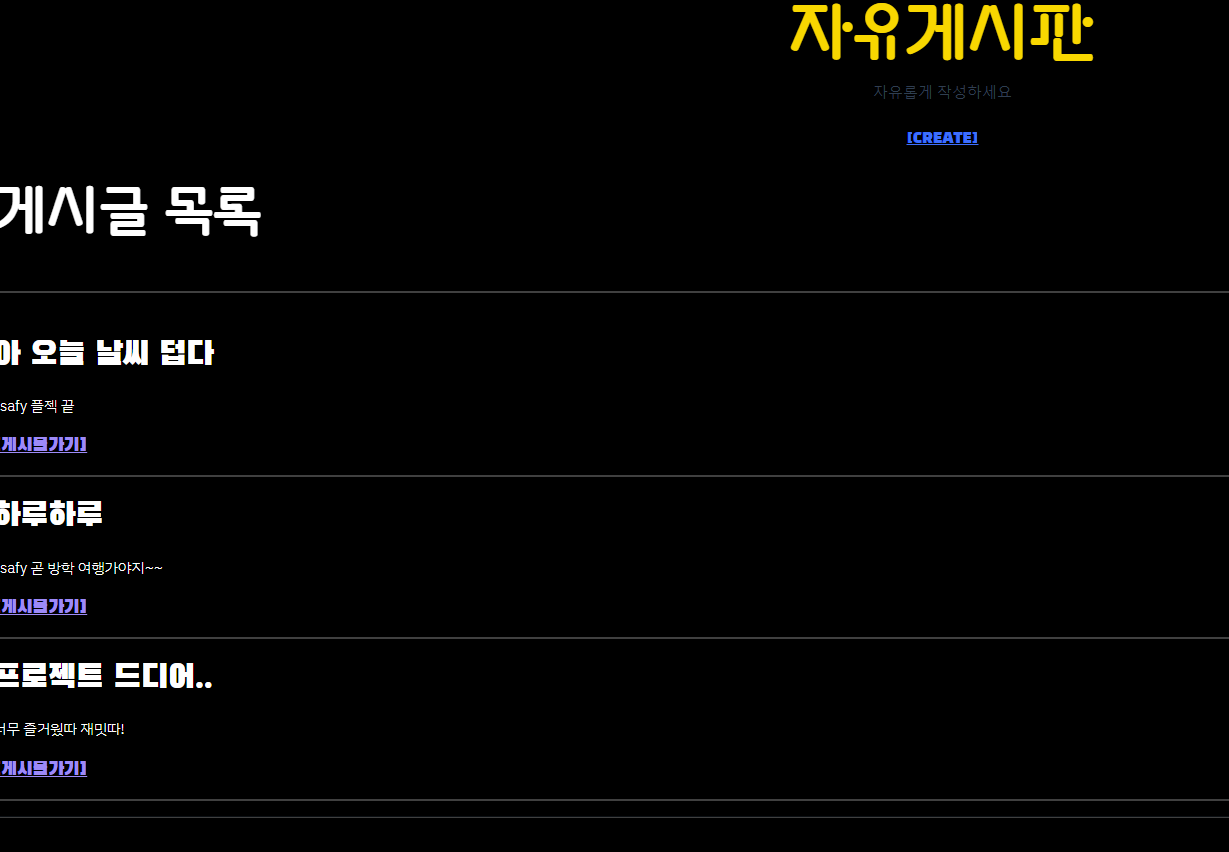 자유게시판
자유롭게 작성하세요
[CREATE]
게시글 목록
아 오늘 날씨 덥다
safy 플젝 끝
게시물가기]
하루하루
safy 곧 방학 여행가야지~~
게시물가기]
프로젝트 드디어..
너무 즐거웠따 재밋따!
게시물가기]